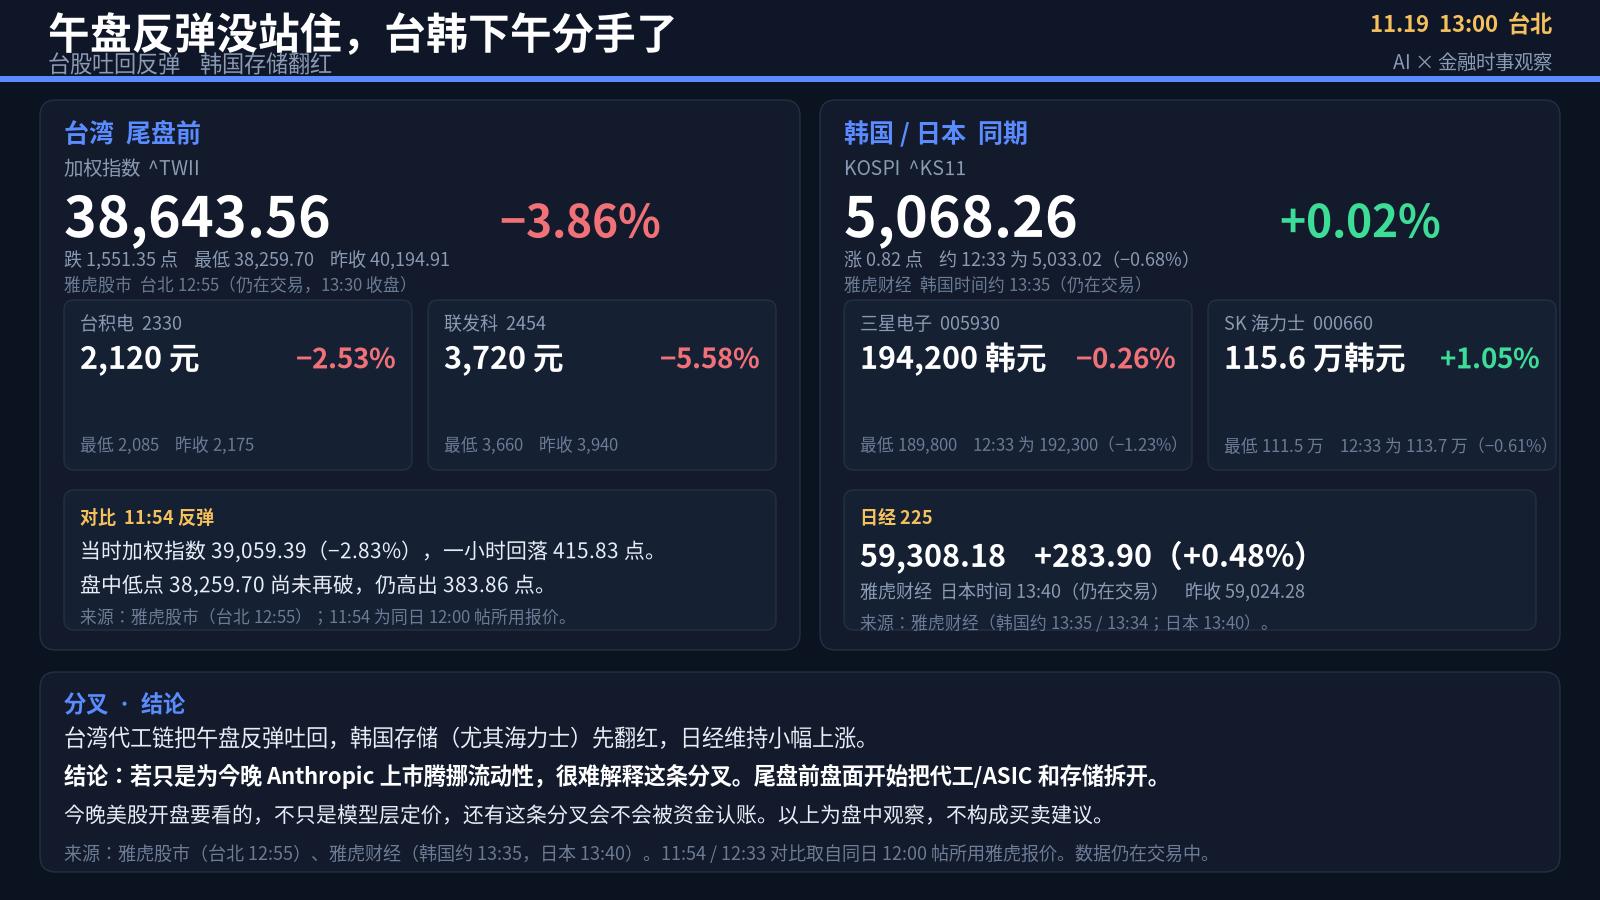 午盘反弹没站住，台韩下午分手了
台股吐回反弹 韩国存储翻红
11.19 13:00 台北
AI × 金融时事观察
台湾 尾盘前
加权指数 ^TWII
38,643.56 −3.86%
跌 1,551.35 点 最低 38,259.70 昨收 40,194.91
雅虎股市 台北 12:55（仍在交易，13:30 收盘）
台积电 2330
2,120 元 −2.53%
最低 2,085 昨收 2,175
联发科 2454
3,720 元 −5.58%
最低 3,660 昨收 3,940
对比 11:54 反弹
当时加权指数 39,059.39（−2.83%），一小时回落 415.83 点。
盘中低点 38,259.70 尚未再破，仍高出 383.86 点。
来源：雅虎股市（台北 12:55）；11:54 为同日 12:00 帖所用报价。
韩国 / 日本 同期
KOSPI ^KS11
5,068.26 +0.02%
涨 0.82 点 约 12:33 为 5,033.02（−0.68%）
雅虎财经 韩国时间约 13:35（仍在交易）
三星电子 005930
194,200 韩元 −0.26%
最低 189,800 12:33 为 192,300（−1.23%）
SK 海力士 000660
115.6 万韩元 +1.05%
最低 111.5 万 12:33 为 113.7 万（−0.61%）
日经 225
59,308.18 +283.90（+0.48%）
雅虎财经 日本时间 13:40（仍在交易） 昨收 59,024.28
来源：雅虎财经（韩国约 13:35 / 13:34；日本 13:40）。
分叉 · 结论
台湾代工链把午盘反弹吐回，韩国存储（尤其海力士）先翻红，日经维持小幅上涨。
结论：若只是为今晚 Anthropic 上市腾挪流动性，很难解释这条分叉。尾盘前盘面开始把代工/ASIC 和存储拆开。
今晚美股开盘要看的，不只是模型层定价，还有这条分叉会不会被资金认账。以上为盘中观察，不构成买卖建议。
来源：雅虎股市（台北 12:55）、雅虎财经（韩国约 13:35，日本 13:40）。11:54 / 12:33 对比取自同日 12:00 帖所用雅虎报价。数据仍在交易中。